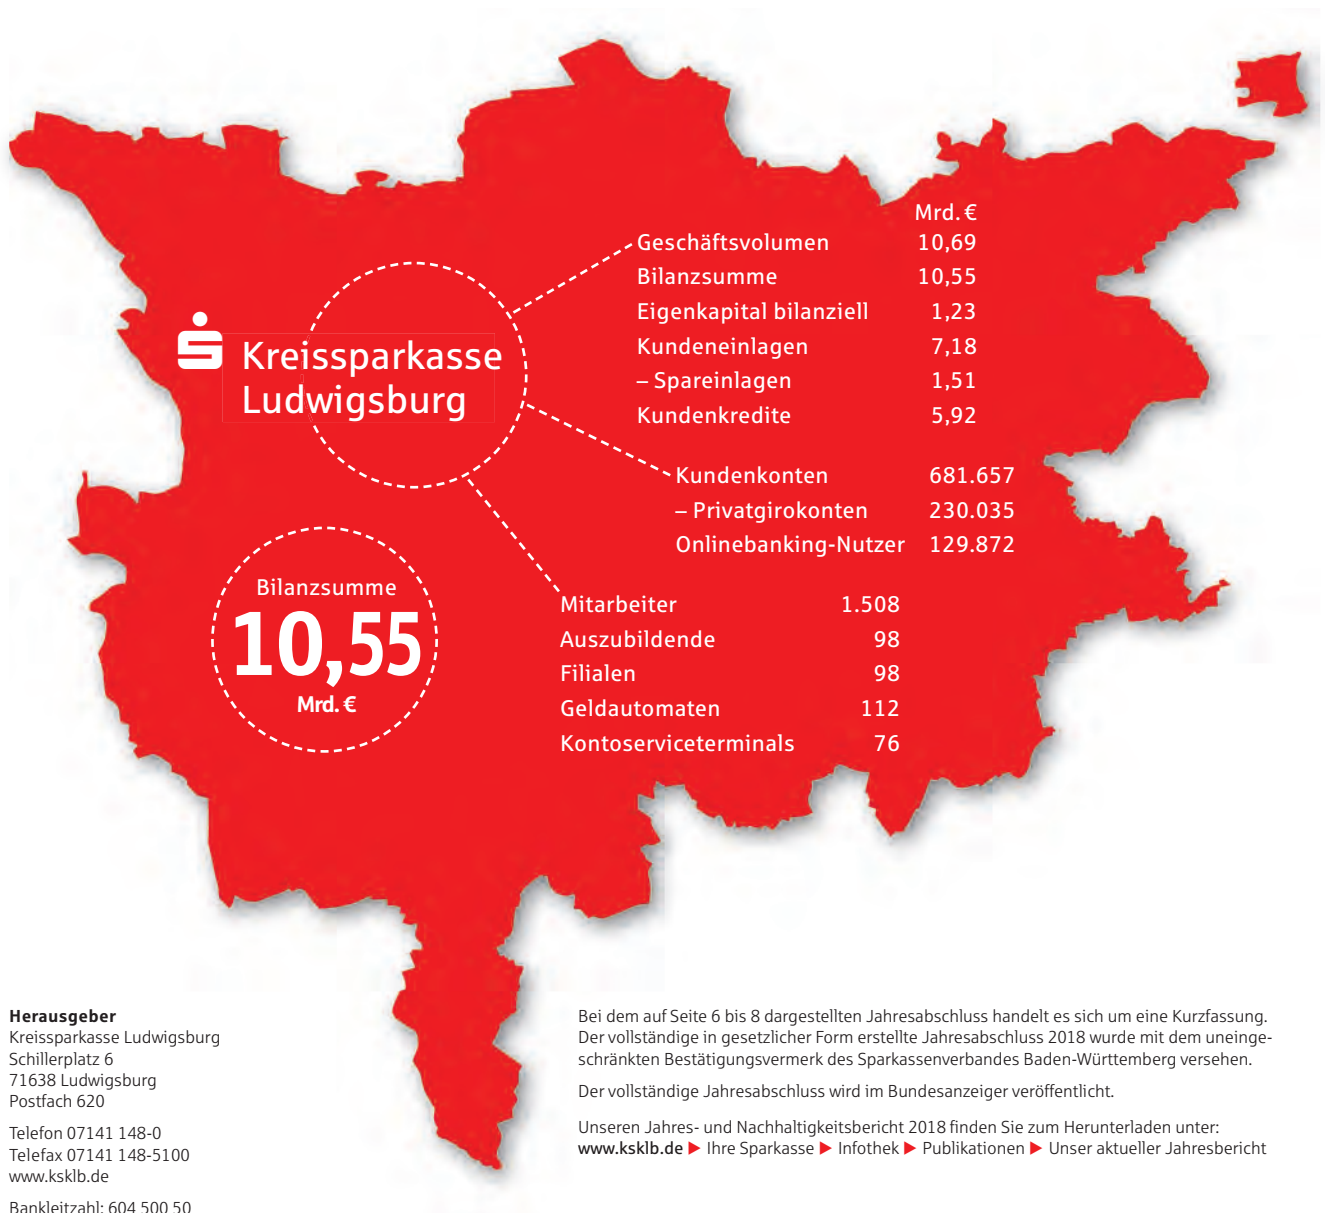 Mrd. €
Geschäftsvolumen 10,69
Bilanzsumme 10,55
Eigenkapital bilanziell 1,23
Kundeneinlagen 7,18
– Spareinlagen 1,51
Kundenkredite 5,92
Kreissparkasse
Ludwigsburg
Kundenkonten 681.657
– Privatgirokonten 230.035
Onlinebanking-Nutzer 129.872
Bilanzsumme
10,55
Mrd. €
Mitarbeiter 1.508
Auszubildende 98
Filialen 98
Geldautomaten 112
Kontoserviceterminals 76
Herausgeber
Kreissparkasse Ludwigsburg
Schillerplatz 6
71638 Ludwigsburg
Postfach 620
Telefon 07141 148-0
Telefax 07141 148-5100
www.ksklb.de
Bankleitzahl: 604 500 50
Bei dem auf Seite 6 bis 8 dargestellten Jahresabschluss handelt es sich um eine Kurzfassung.
Der vollständige in gesetzlicher Form erstellte Jahresabschluss 2018 wurde mit dem uneinge-
schränkten Bestätigungsvermerk des Sparkassenverbandes Baden-Württemberg versehen.
Der vollständige Jahresabschluss wird im Bundesanzeiger veröffentlicht.
Unseren Jahres- und Nachhaltigkeitsbericht 2018 finden Sie zum Herunterladen unter:
www.ksklb.de ▶ Ihre Sparkasse ▶ Infothek ▶ Publikationen ▶ Unser aktueller Jahresbericht